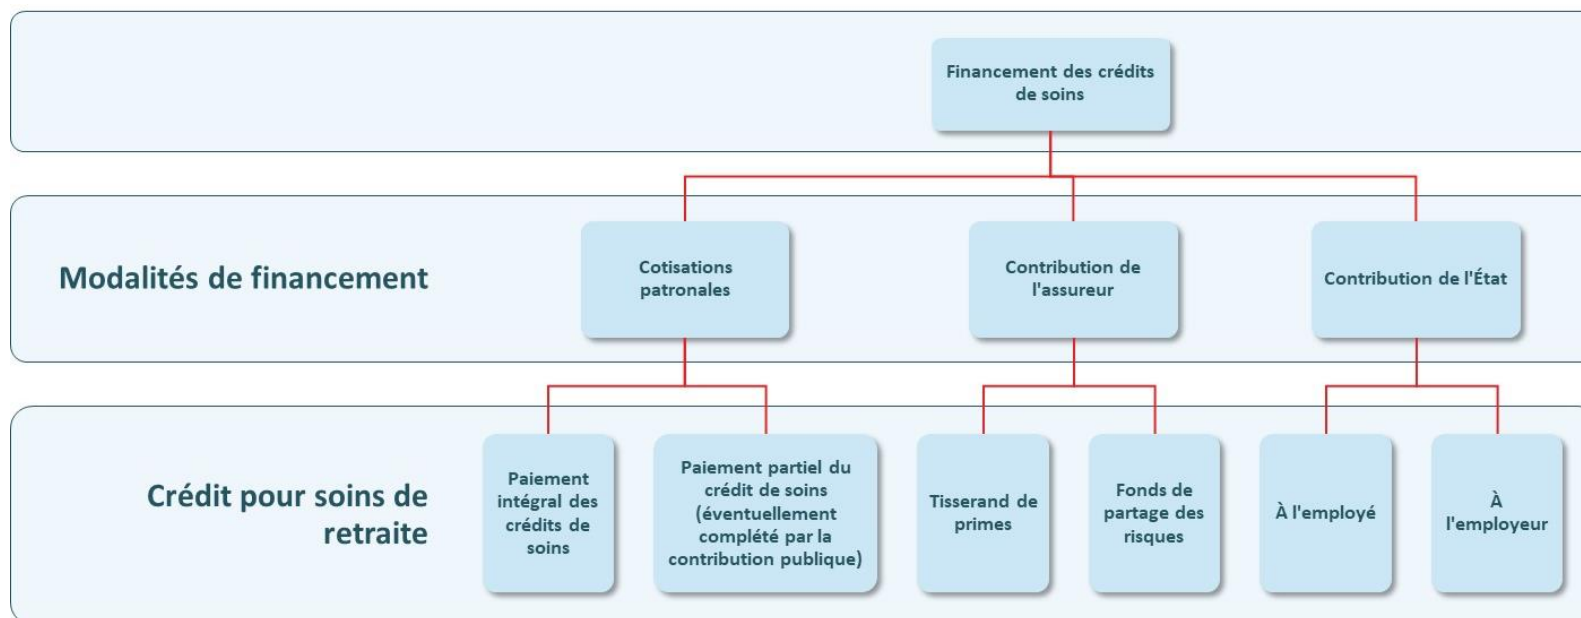 Financement des crédits
de soins
Modalités de financement
Cotisations
patronales
Contribution de
l'assureur
Contribution de l'État
Crédit pour soins de
retraite
Paiement
intégral des
crédits de
soins
Paiement partiel du
crédit de soins
(éventuellement
complété par la
contribution publique)
Tisserand de
primes
Fonds de
partage des
risques
À l'employé
À
l'employeur